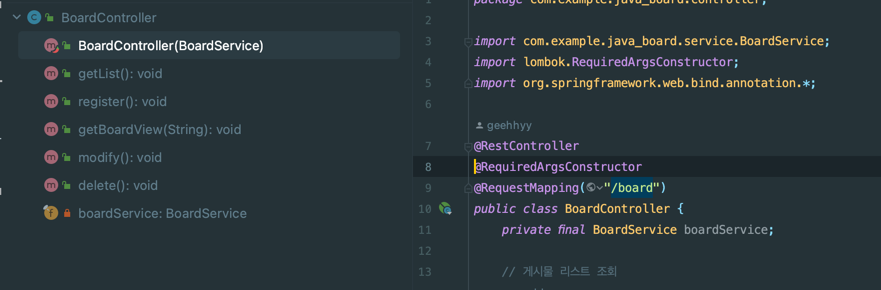 BoardController
BoardController(BoardService)
getList(): void
register(): void
getBoardView(String): void
modify(): void
delete(): void
boardService: BoardService
1 package com.example.java_board.controller;
2
3 import com.example.java_board.service.BoardService;
4 import lombok.RequiredArgsConstructor;
5 import org.springframework.web.bind.annotation.*;
6
geehhyy
7 @RestController
8 @RequiredArgsConstructor
9 @RequestMapping("/board")
10 public class BoardController {
11 private final BoardService boardService;
12
13 // 게시물 리스트 조회